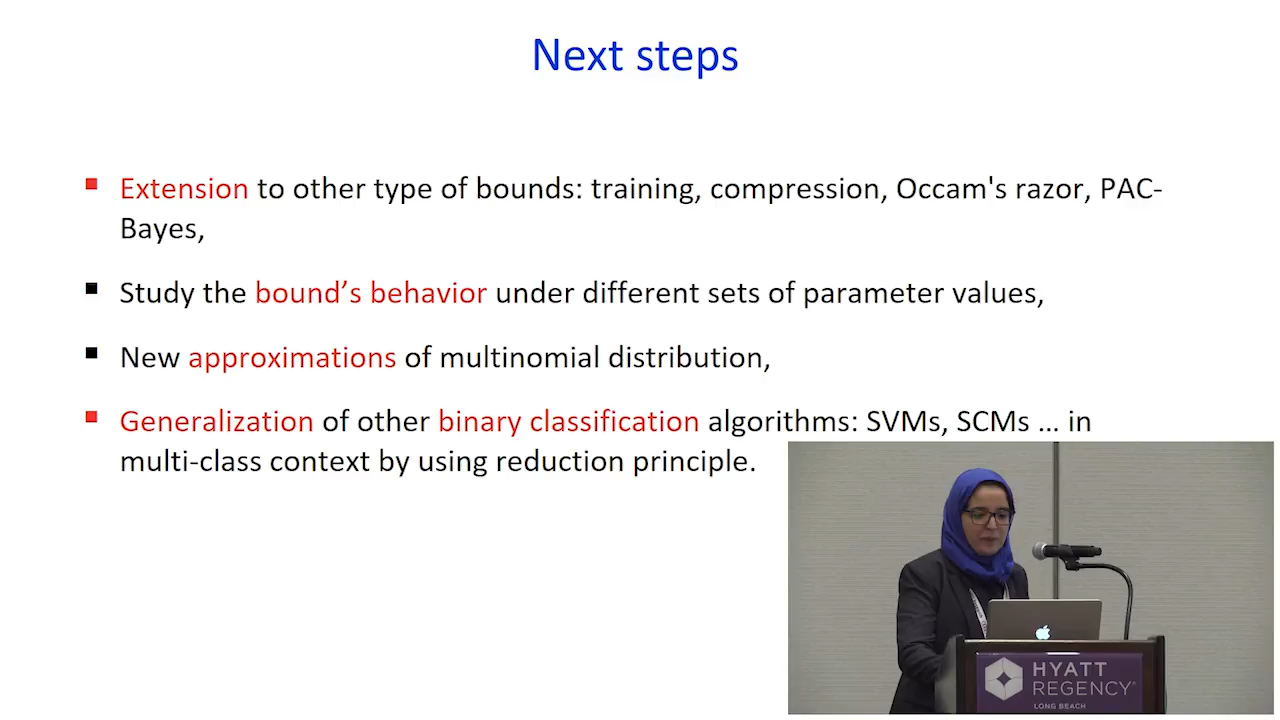 Next steps
Extension to other type of bounds: training, compression, Occam's razor, PAC-
Bayes,
Study the bound’s behavior under different sets of parameter values,
New approximations of multinomial distribution,
Generalization of other binary classification algorithms: SVMs, SCMs … in
multi-class context by using reduction principle.
HYATT
REGENCY®
LONG BEACH